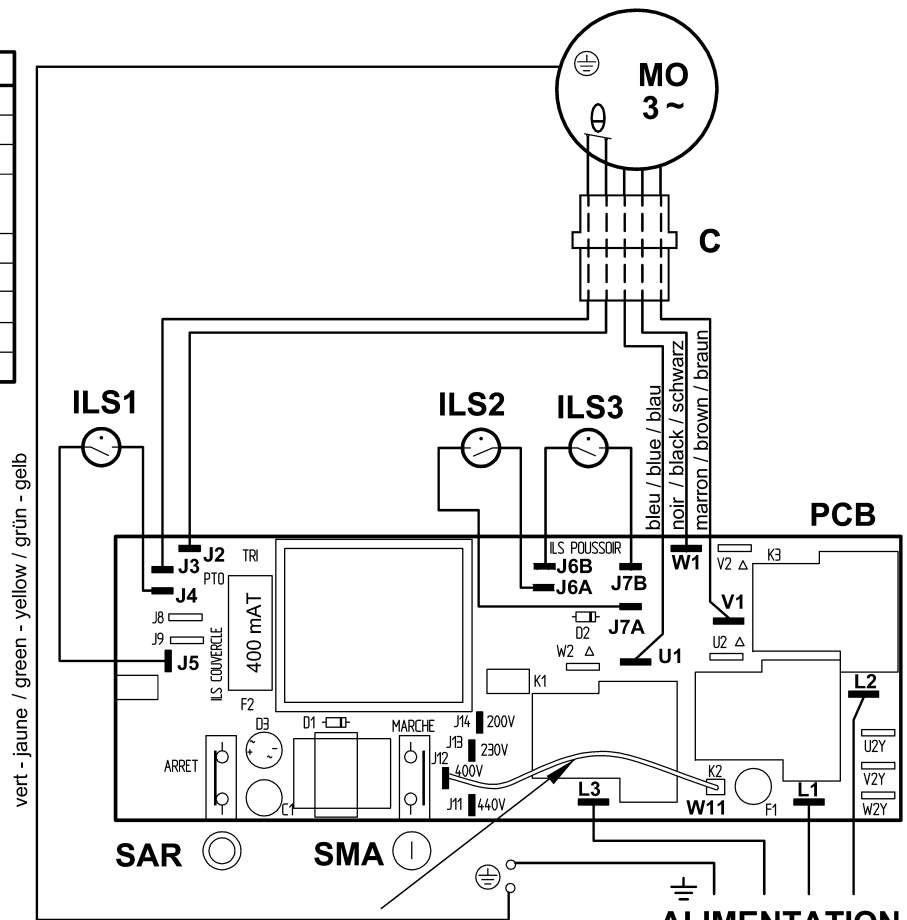 MO
3 ~
θ
C
ILS1
ILS2
ILS3
bleu / blue / blau
noir / black / schwarz
marron / brown / braun
vert - jaune / green - yellow / grün - gelb
PCB
J2
J3
J4
TRI
PTO
J8
J9
J5
ILS COUVERCLE
400 mAT
F2
ILS POUSSOIR
J6B
J6A
J7B
J7A
D2
W2
W1
V2
K3
V1
U2
U1
K1
L2
D3
D1
MARCHE
J14 200V
J13 230V
J12 400V
J11 440V
ARRET
C1
L3
K2
W11
F1
L1
U2Y
V2Y
W2Y
SAR
SMA
ALIMENTATION